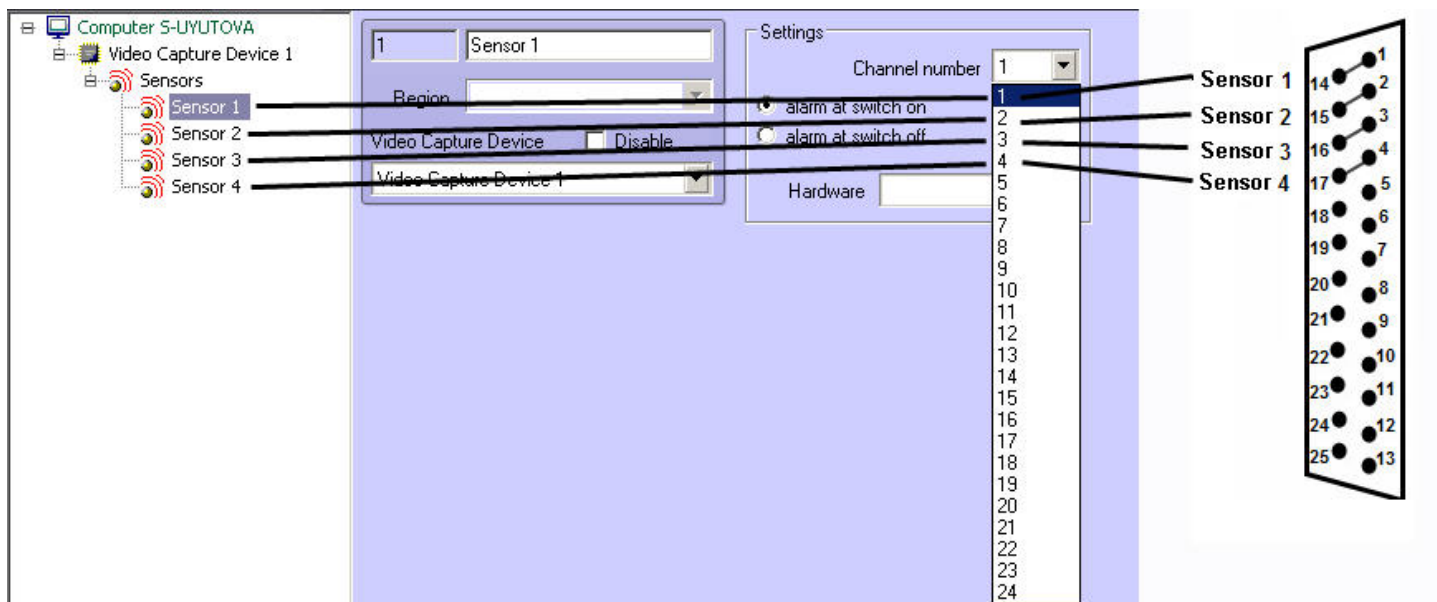 Computer S-UYUTOVA
Video Capture Device 1
Sensors
Sensor 1
Sensor 2
Sensor 3
Sensor 4
1 Sensor 1
Region
Video Capture Device Disable
Video Capture Device 1
Settings
Channel number 1
alarm at switch on
alarm at switch off
Hardware
1
2
3
4
5
6
7
8
9
10
11
12
13
14
15
16
17
18
19
20
21
22
23
24
Sensor 1
Sensor 2
Sensor 3
Sensor 4
1
14 2
15 3
16 4
17 5
18 6
19 7
20 8
21 9
22 10
23 11
24 12
25 13